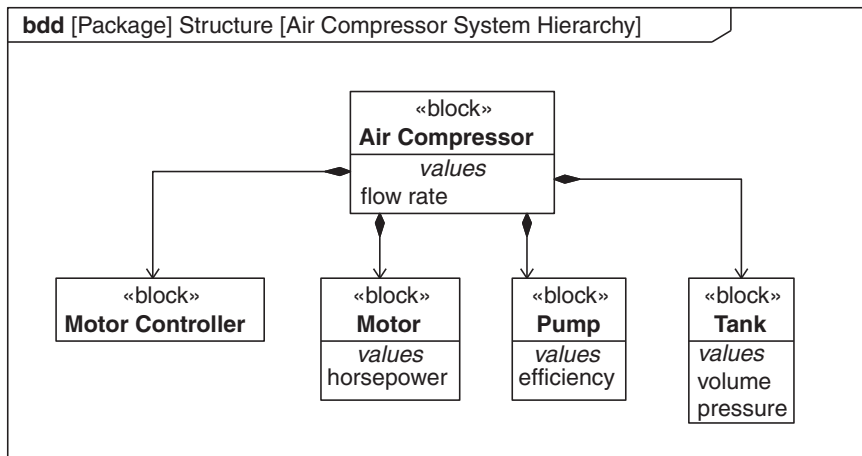 bdd [Package] Structure [Air Compressor System Hierarchy]
«block»
Air Compressor
values
flow rate
«block»
Motor Controller
«block»
Motor
values
horsepower
«block»
Pump
values
efficiency
«block»
Tank
values
volume
pressure